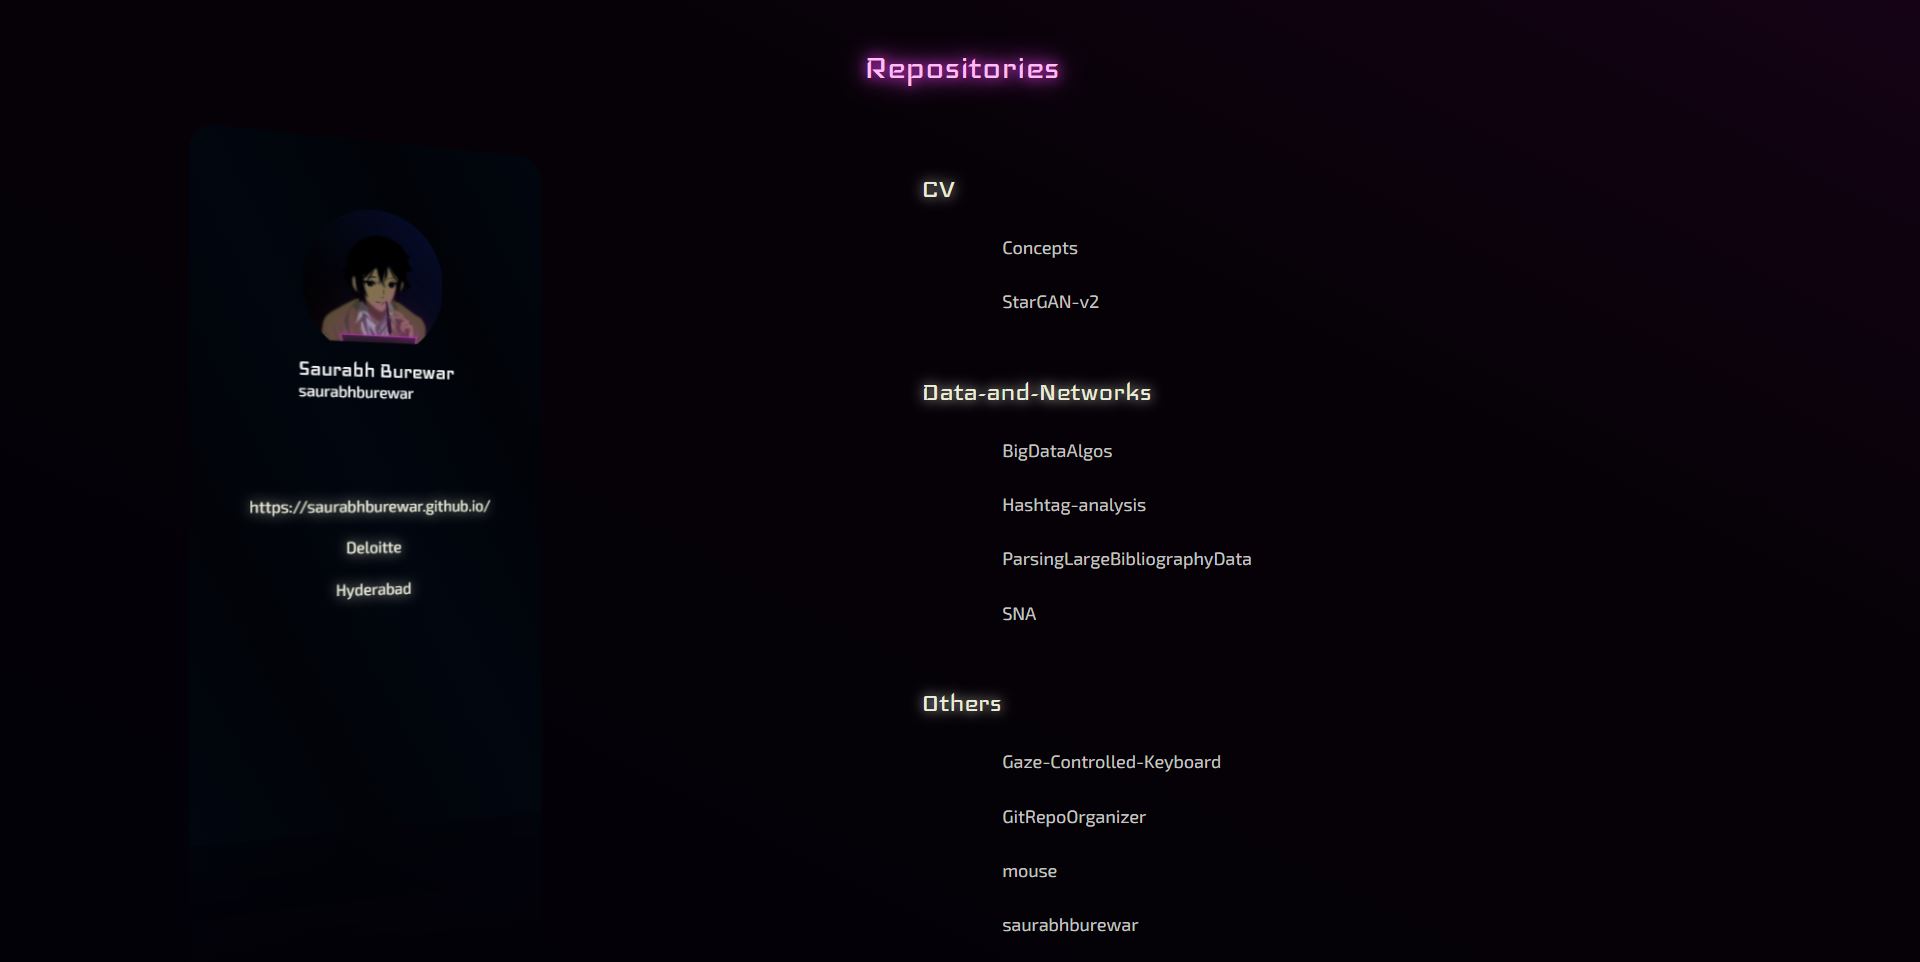 Repositories
Saurabh Burewar
saurabhburewar
https://saurabhburewar.github.io/
Deloitte
Hyderabad
CV
Concepts
StarGAN-v2
Data-and-Networks
BigDataAlgos
Hashtag-analysis
ParsingLargeBibliographyData
SNA
Others
Gaze-Controlled-Keyboard
GitRepoOrganizer
mouse
saurabhburewar